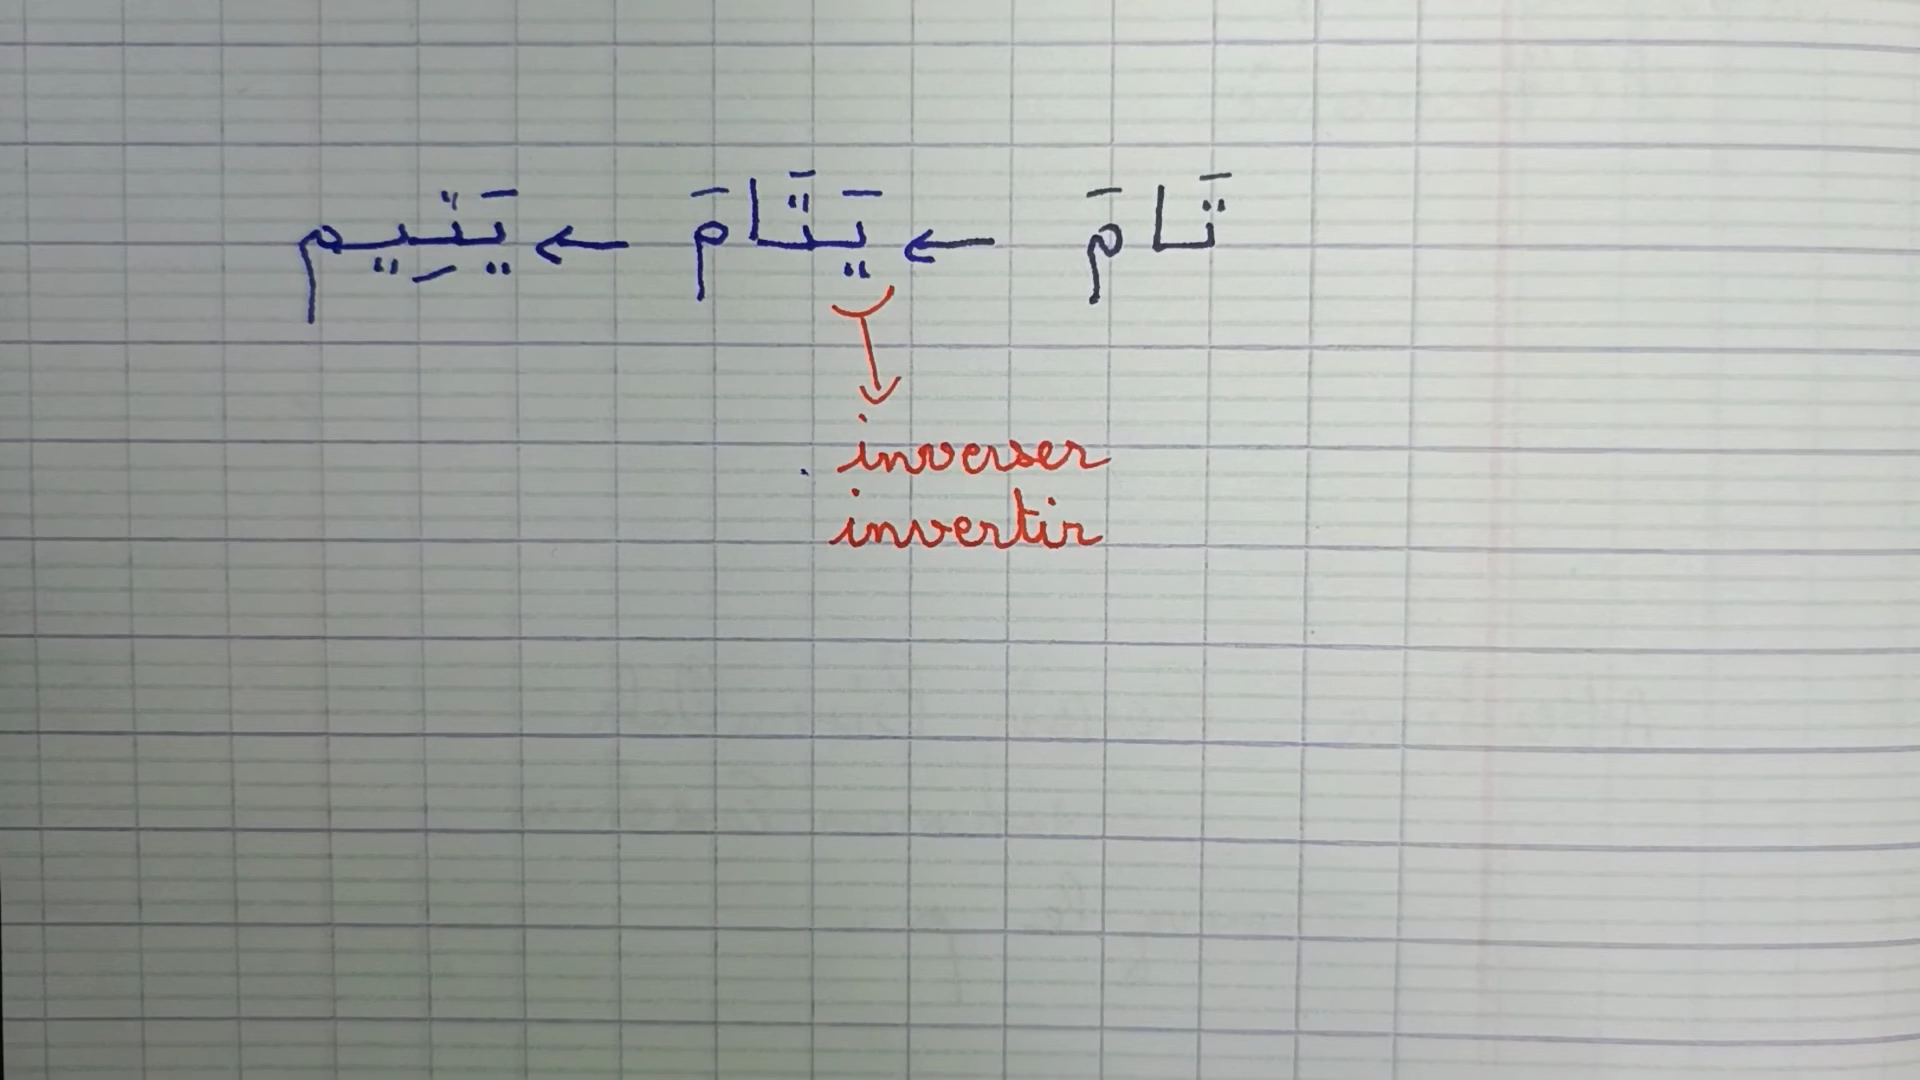 تَامَ ← يَتَامَ ← يَتِيم
inverser
invertir